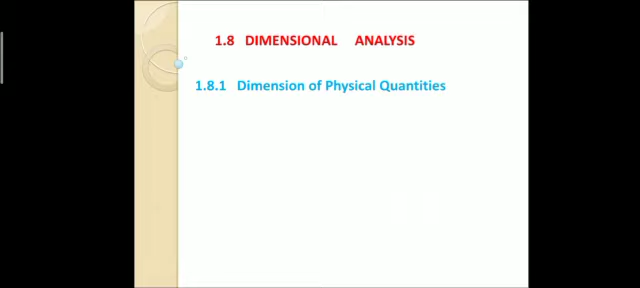 1.8 DIMENSIONAL ANALYSIS
1.8.1 Dimension of Physical Quantities